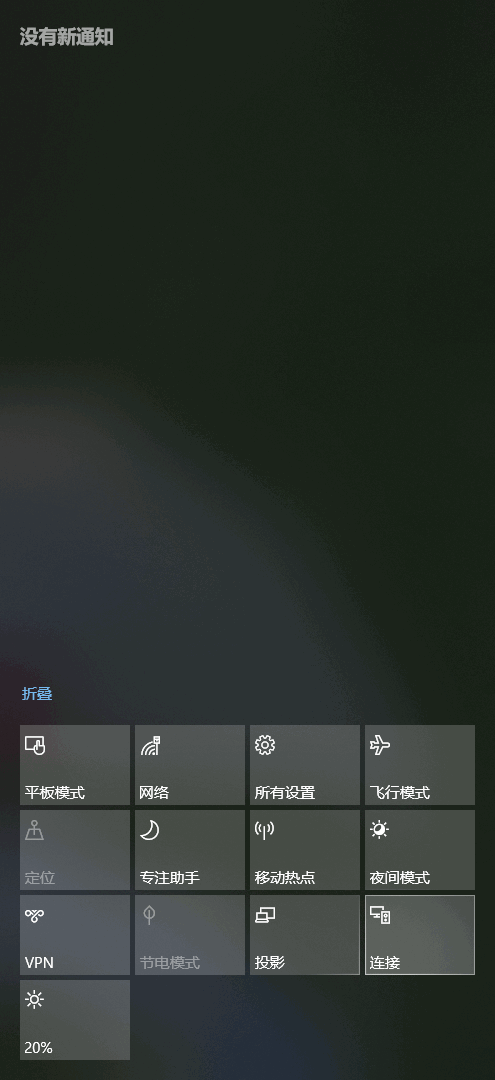 没有新通知
折叠
平板模式
网络
所有设置
飞行模式
定位
专注助手
移动热点
夜间模式
VPN
节电模式
投影
连接
20%